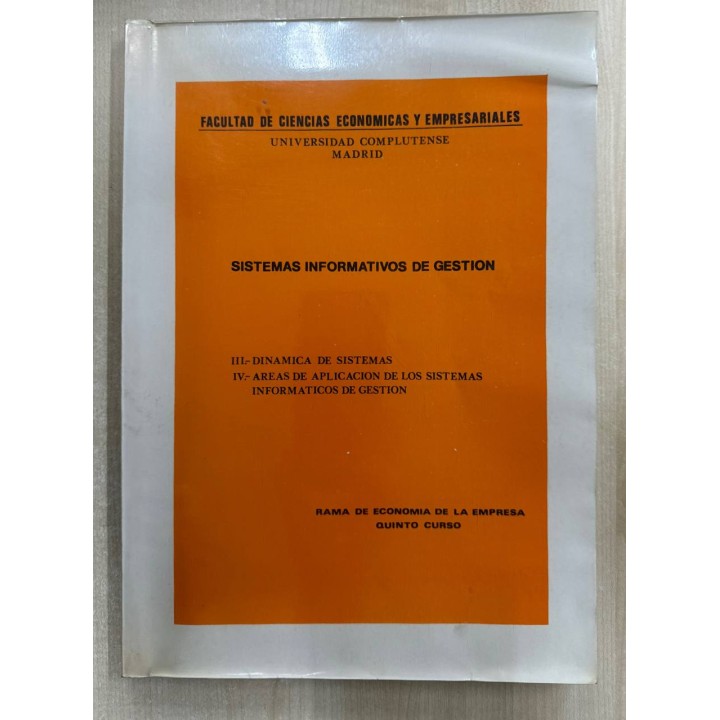 FACULTAD DE CIENCIAS ECONOMICAS Y EMPRESARIALES
UNIVERSIDAD COMPLUTENSE
MADRID
SISTEMAS INFORMATIVOS DE GESTION
III.- DINAMICA DE SISTEMAS
IV.- AREAS DE APLICACION DE LOS SISTEMAS
INFORMATICOS DE GESTION
RAMA DE ECONOMIA DE LA EMPRESA
QUINTO CURSO